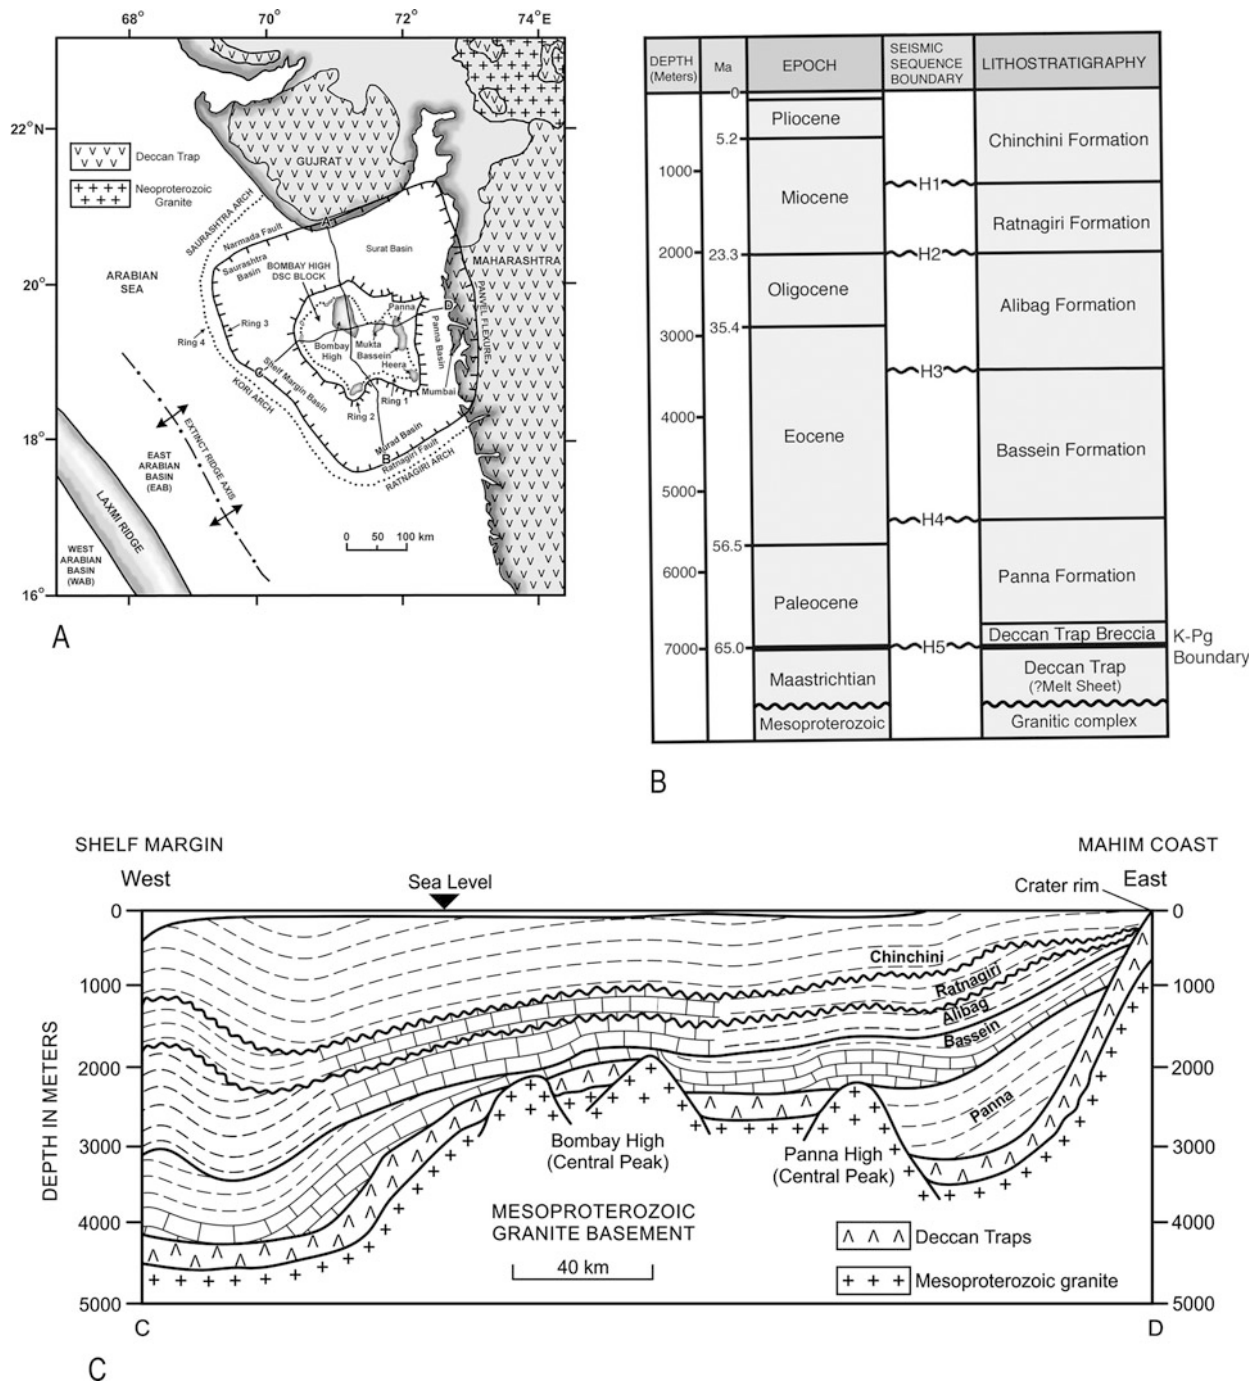 68°
70°
72°
74°E
22°N
20°
18°
16°
Deccan Trap
Neoproterozoic
Granite
GUJRAT
SAURASHTRA ARCH
Narmada Fault
Saurashtra
Basin
A
Surat Basin
MAHARASHTRA
ARABIAN
SEA
BOMBAY HIGH
DSC BLOCK
Panna
D
PANVEL FLEXURE
Ring 3
Ring 4
Bombay
High
Mukta
Bassein
Heera
Panna Basin
Mumbai
C
KORI ARCH
Shelf Margin Basin
Ring 2
Ring 1
Murad Basin
B
Ratnagiri Fault
RATNAGIRI ARCH
EXTINCT RIDGE AXIS
EAST
ARABIAN
BASIN
(EAB)
LAXMI RIDGE
WEST
ARABIAN
BASIN
(WAB)
0 50 100 km
A
DEPTH
(Meters)
Ma
EPOCH
SEISMIC
SEQUENCE
BOUNDARY
LITHOSTRATIGRAPHY
0
Pliocene
5.2
Chinchini Formation
1000
H1
Miocene
Ratnagiri Formation
2000
23.3
H2
Oligocene
Alibag Formation
3000
35.4
H3
4000
Eocene
Bassein Formation
5000
H4
56.5
6000
Panna Formation
Paleocene
Deccan Trap Breccia
K-Pg
Boundary
7000
65.0
H5
Maastrichtian
Deccan Trap
(?Melt Sheet)
Mesoproterozoic
Granitic complex
B
SHELF MARGIN
MAHIM COAST
West
Sea Level
Crater rim
East
0
1000
2000
3000
4000
5000
DEPTH IN METERS
Chinchini
Ratnagiri
Alibag
Bassein
Panna
Bombay High
(Central Peak)
Panna High
(Central Peak)
MESOPROTEROZOIC
GRANITE BASEMENT
40 km
Deccan Traps
Mesoproterozoic granite
0
1000
2000
3000
4000
5000
C
D
C